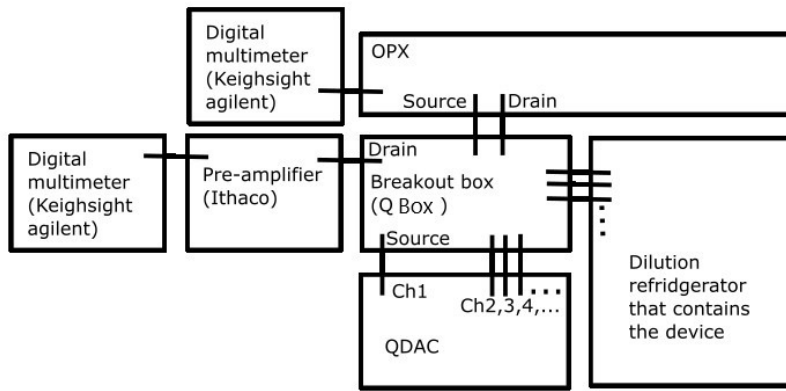 Digital
multimeter
(Keighsight
agilent)
OPX
Source
Drain
Digital
multimeter
(Keighsight
agilent)
Pre-amplifier
(Ithaco)
Drain
Breakout box
(Q Box )
Source
Ch1
Ch2,3,4,...
QDAC
Dilution
refridgerator
that contains
the device